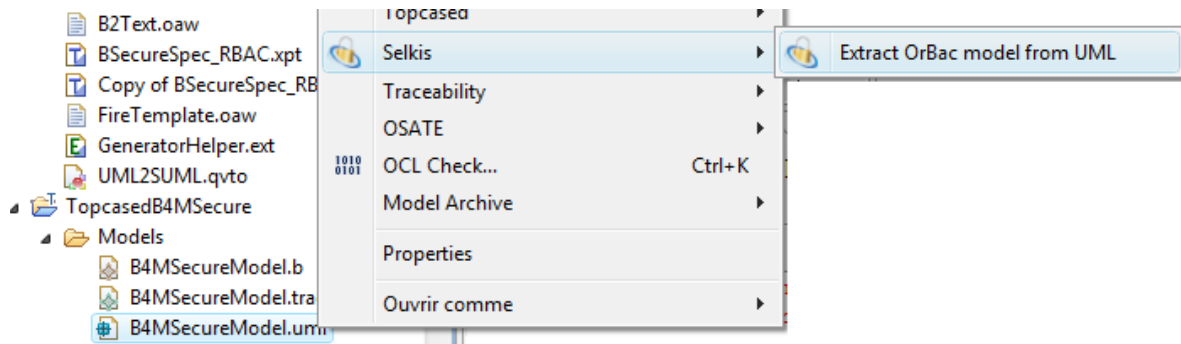 B2Text.oaw
BSecureSpec_RBAC.xpt
Copy of BSecureSpec_RB
FireTemplate.oaw
GeneratorHelper.ext
UML2SUML.qvto
TopcasedB4MSecure
Models
B4MSecureModel.b
B4MSecureModel.tra
B4MSecureModel.uml
Topcased
Selkis
Traceability
OSATE
1010
0101
OCL Check... Ctrl+K
Model Archive
Properties
Ouvrir comme
Extract OrBac model from UML